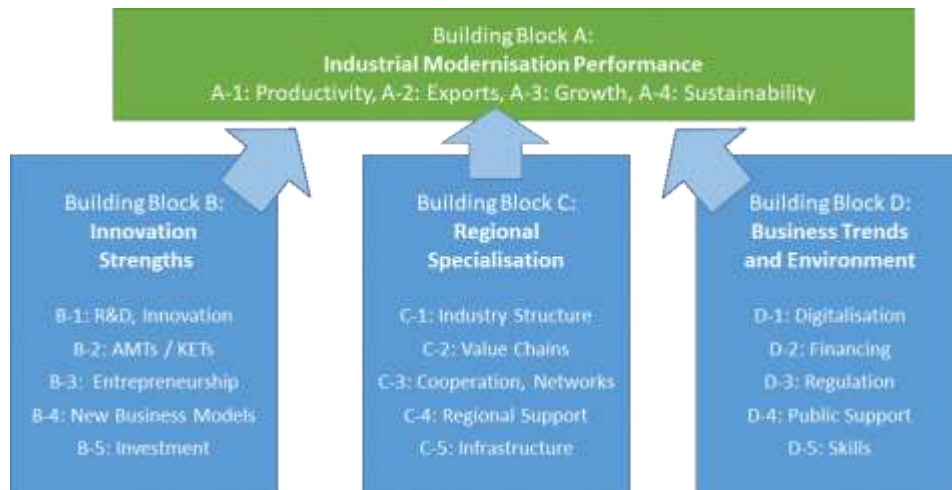 Building Block A:
Industrial Modernisation Performance
A-1: Productivity, A-2: Exports, A-3: Growth, A-4: Sustainability
Building Block B:
Innovation
Strengths
B-1: R&D, Innovation
B-2: AMTs / KETs
B-3: Entrepreneurship
B-4: New Business Models
B-5: Investment
Building Block C:
Regional
Specialisation
C-1: Industry Structure
C-2: Value Chains
C-3: Cooperation, Networks
C-4: Regional Support
C-5: Infrastructure
Building Block D:
Business Trends
and Environment
D-1: Digitalisation
D-2: Financing
D-3: Regulation
D-4: Public Support
D-5: Skills